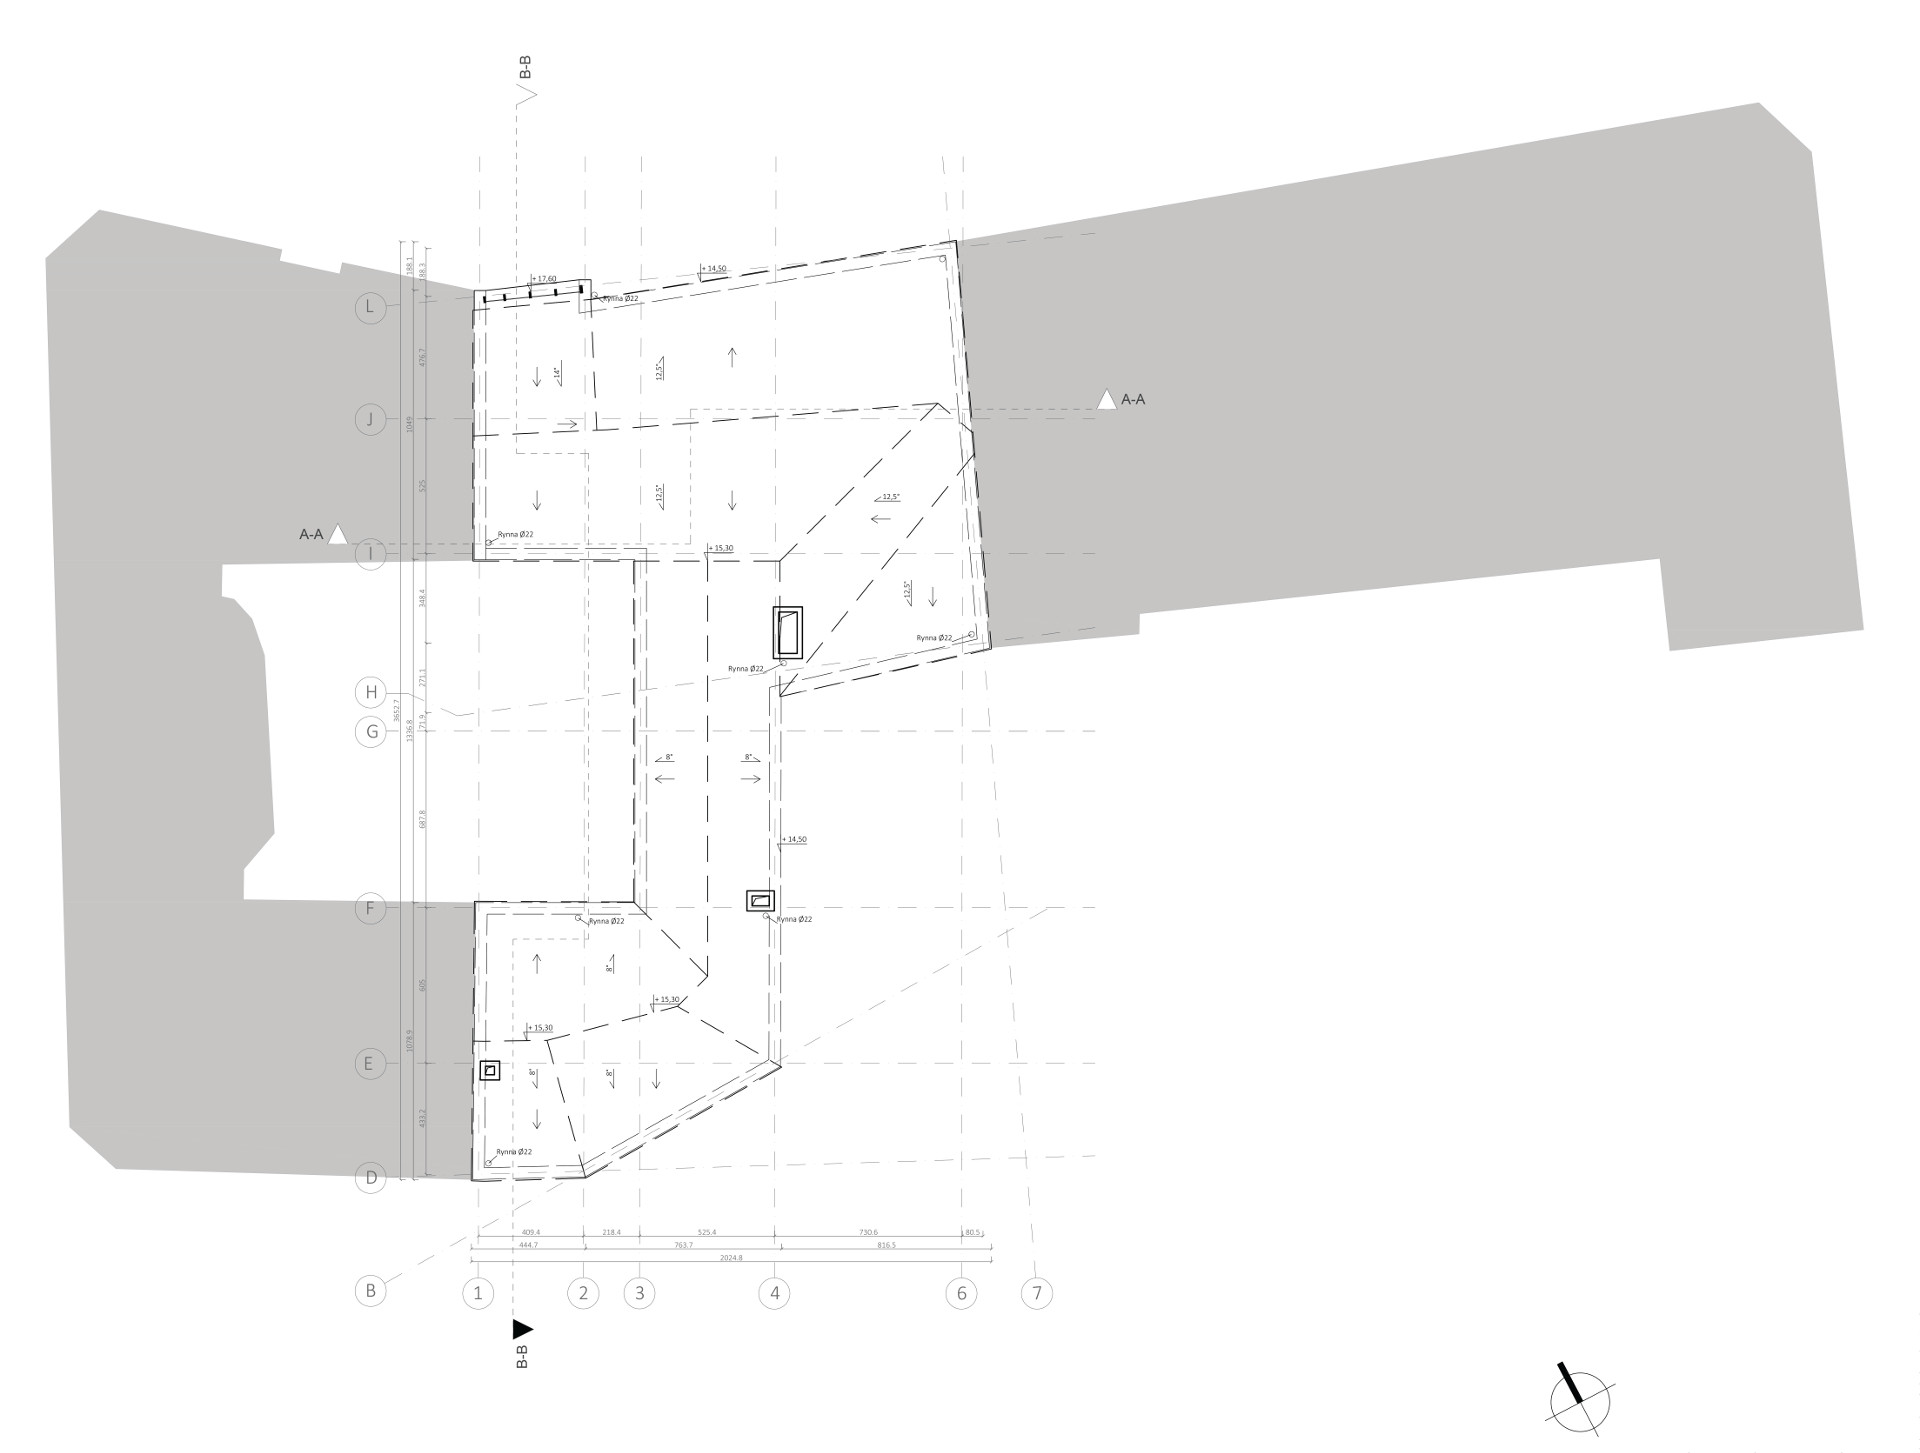 B-B
+ 17,60
+ 14,50
Rynna Ø22
L
188.1
188.3
476.7
14°
12,5°
J
A-A
1049
525
12,5°
12,5°
A-A
Rynna Ø22
I
+ 15,30
348.4
12,5°
Rynna Ø22
Rynna Ø22
271.1
H
3652.7
71.9
G
1336.8
8°
8°
687.8
+ 14,50
F
Rynna Ø22
Rynna Ø22
8°
605
+ 15,30
+ 15,30
1078.9
E
8°
8°
433.2
Rynna Ø22
D
409.4
218.4
525.4
730.6
80.5
444.7
763.7
816.5
2024.8
B
1
2
3
4
6
7
B-B